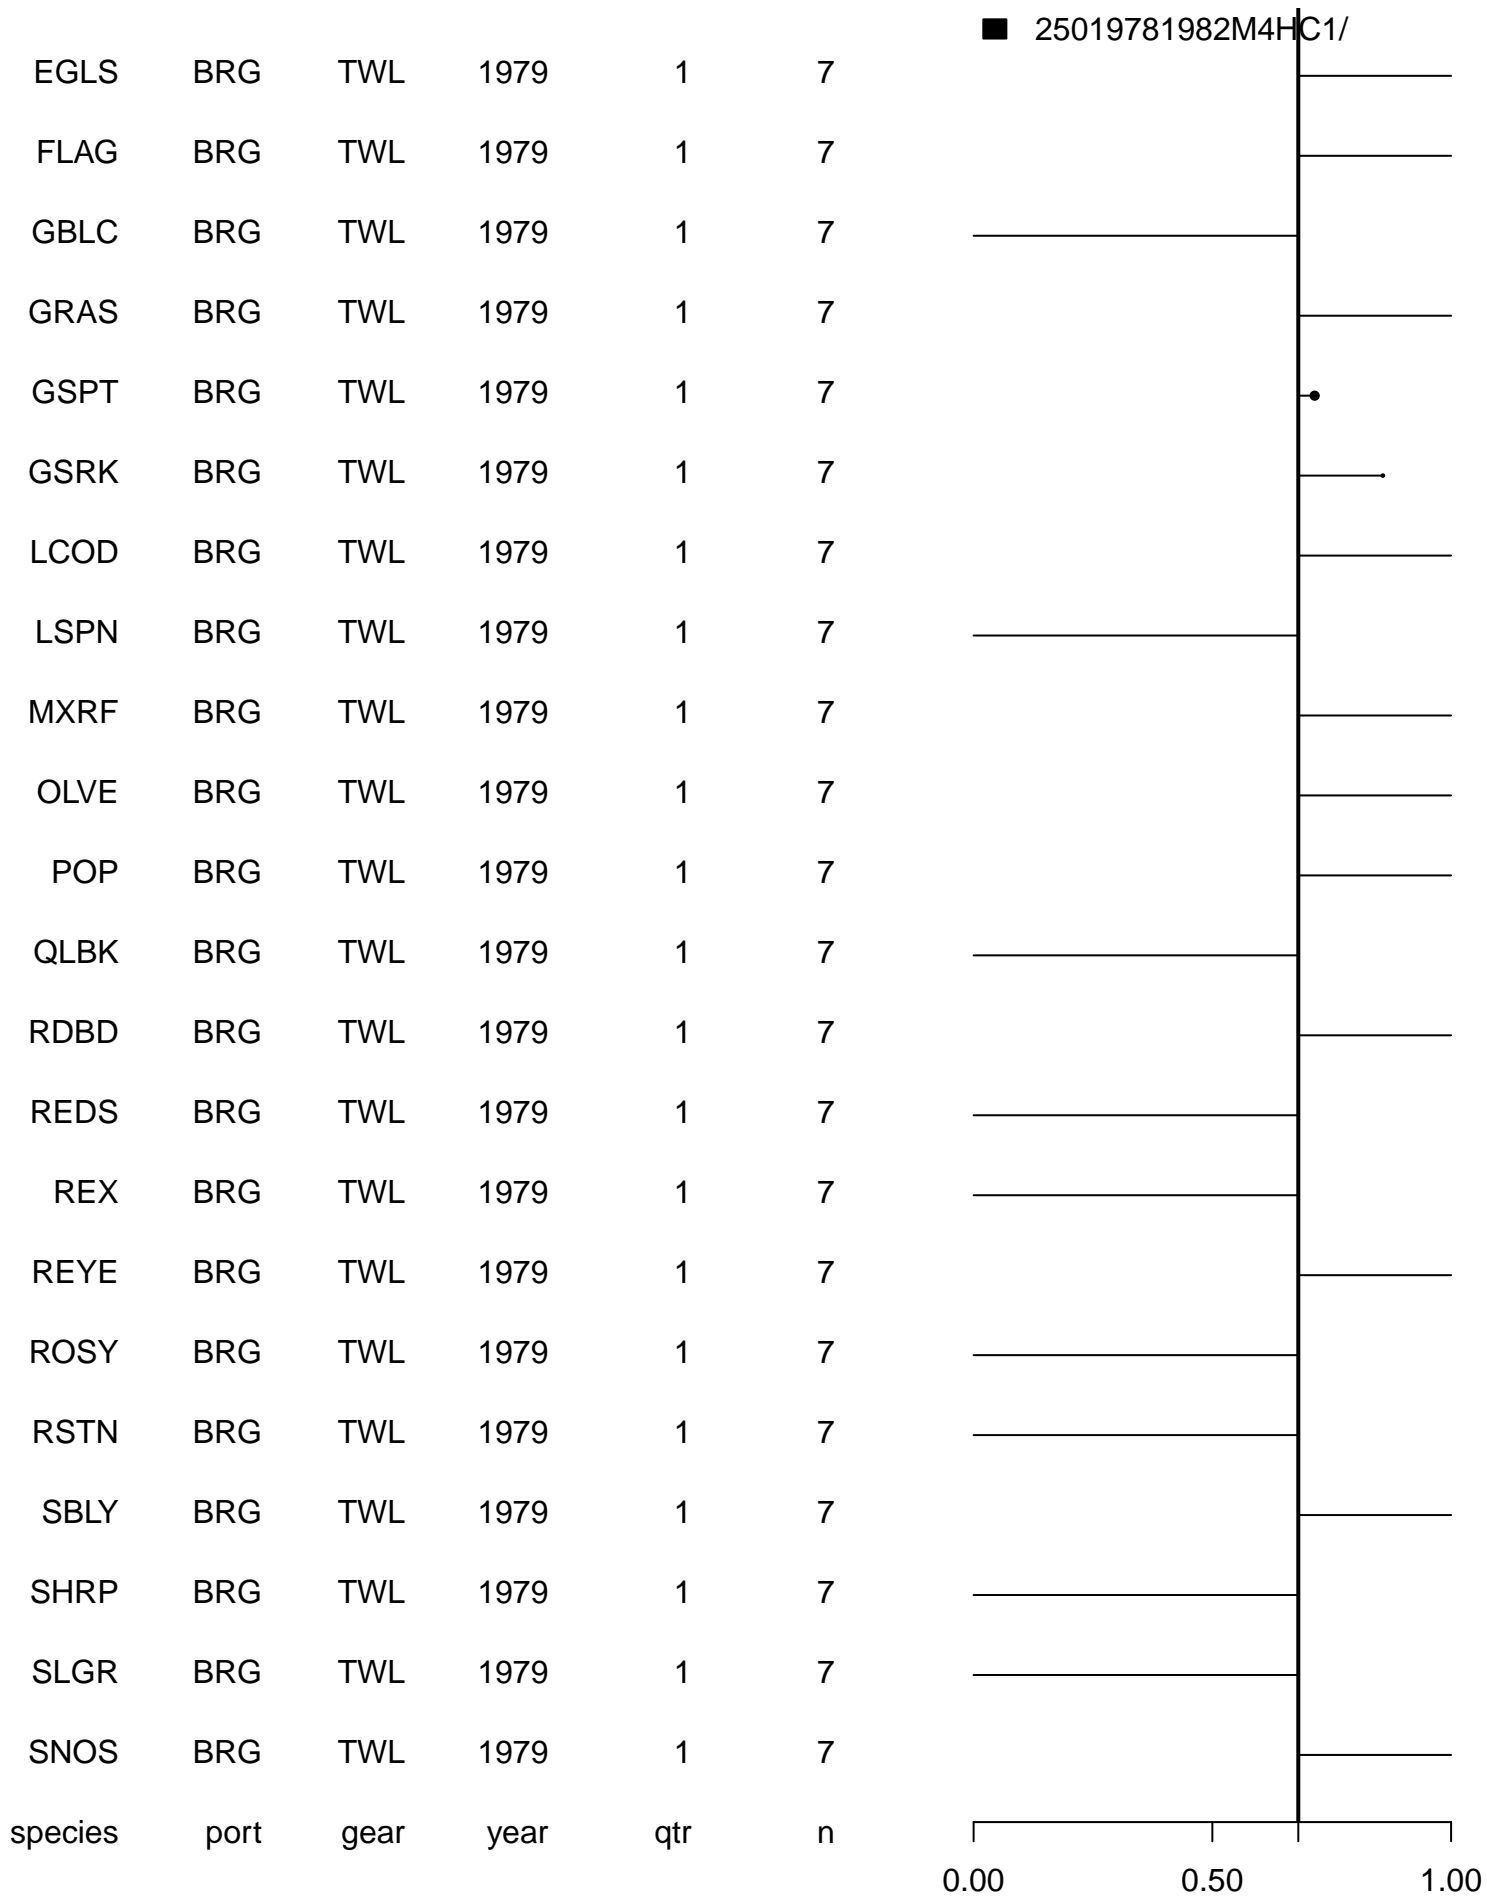 25019781982M4HC1/
EGLS BRG TWL 1979 1 7
FLAG BRG TWL 1979 1 7
GBLC BRG TWL 1979 1 7
GRAS BRG TWL 1979 1 7
GSPT BRG TWL 1979 1 7
GSRK BRG TWL 1979 1 7
LCOD BRG TWL 1979 1 7
LSPN BRG TWL 1979 1 7
MXRF BRG TWL 1979 1 7
OLVE BRG TWL 1979 1 7
POP BRG TWL 1979 1 7
QLBK BRG TWL 1979 1 7
RDBD BRG TWL 1979 1 7
REDS BRG TWL 1979 1 7
REX BRG TWL 1979 1 7
REYE BRG TWL 1979 1 7
ROSY BRG TWL 1979 1 7
RSTN BRG TWL 1979 1 7
SBLY BRG TWL 1979 1 7
SHRP BRG TWL 1979 1 7
SLGR BRG TWL 1979 1 7
SNOS BRG TWL 1979 1 7
species port gear year qtr n
0.00 0.50 1.00